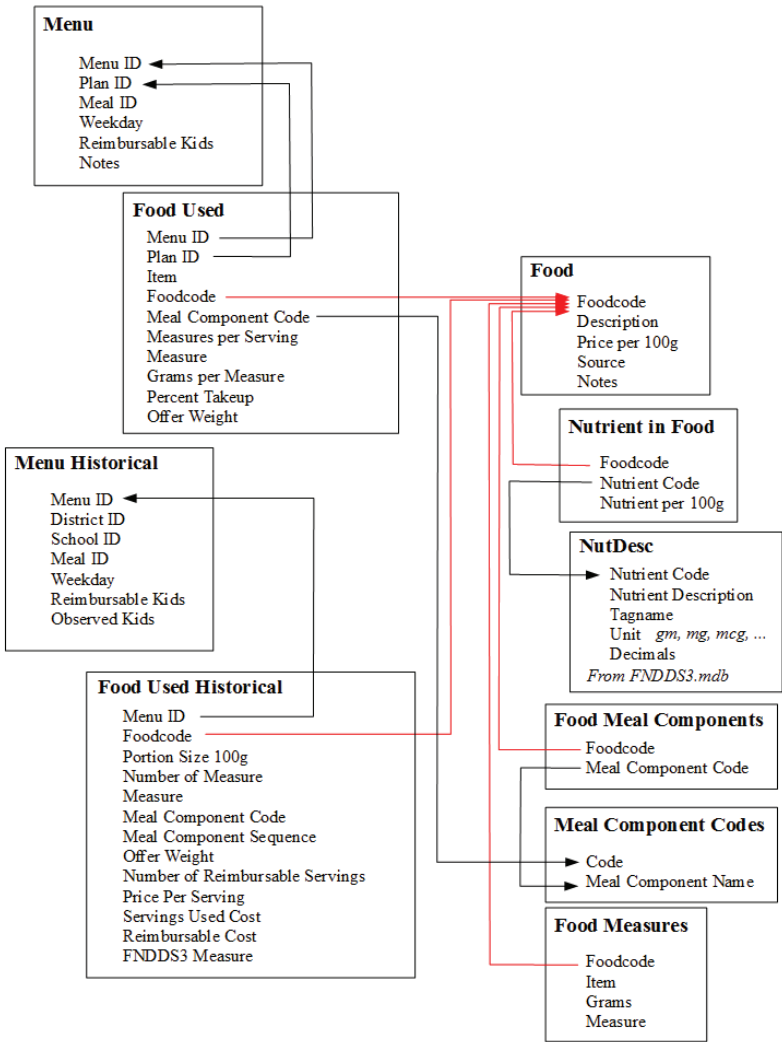 Menu
Menu ID
Plan ID
Meal ID
Weekday
Reimbursable Kids
Notes
Food Used
Menu ID
Plan ID
Item
Foodcode
Meal Component Code
Measures per Serving
Measure
Grams per Measure
Percent Takeup
Offer Weight
Menu Historical
Menu ID
District ID
School ID
Meal ID
Weekday
Reimbursable Kids
Observed Kids
Food Used Historical
Menu ID
Foodcode
Portion Size 100g
Number of Measure
Measure
Meal Component Code
Meal Component Sequence
Offer Weight
Number of Reimbursable Servings
Price Per Serving
Servings Used Cost
Reimbursable Cost
FNDDS3 Measure
Food
Foodcode
Description
Price per 100g
Source
Notes
Nutrient in Food
Foodcode
Nutrient Code
Nutrient per 100g
NutDesc
Nutrient Code
Nutrient Description
Tagname
Unit gm, mg, mcg, ...
Decimals
From FNDDS3.mdb
Food Meal Components
Foodcode
Meal Component Code
Meal Component Codes
Code
Meal Component Name
Food Measures
Foodcode
Item
Grams
Measure